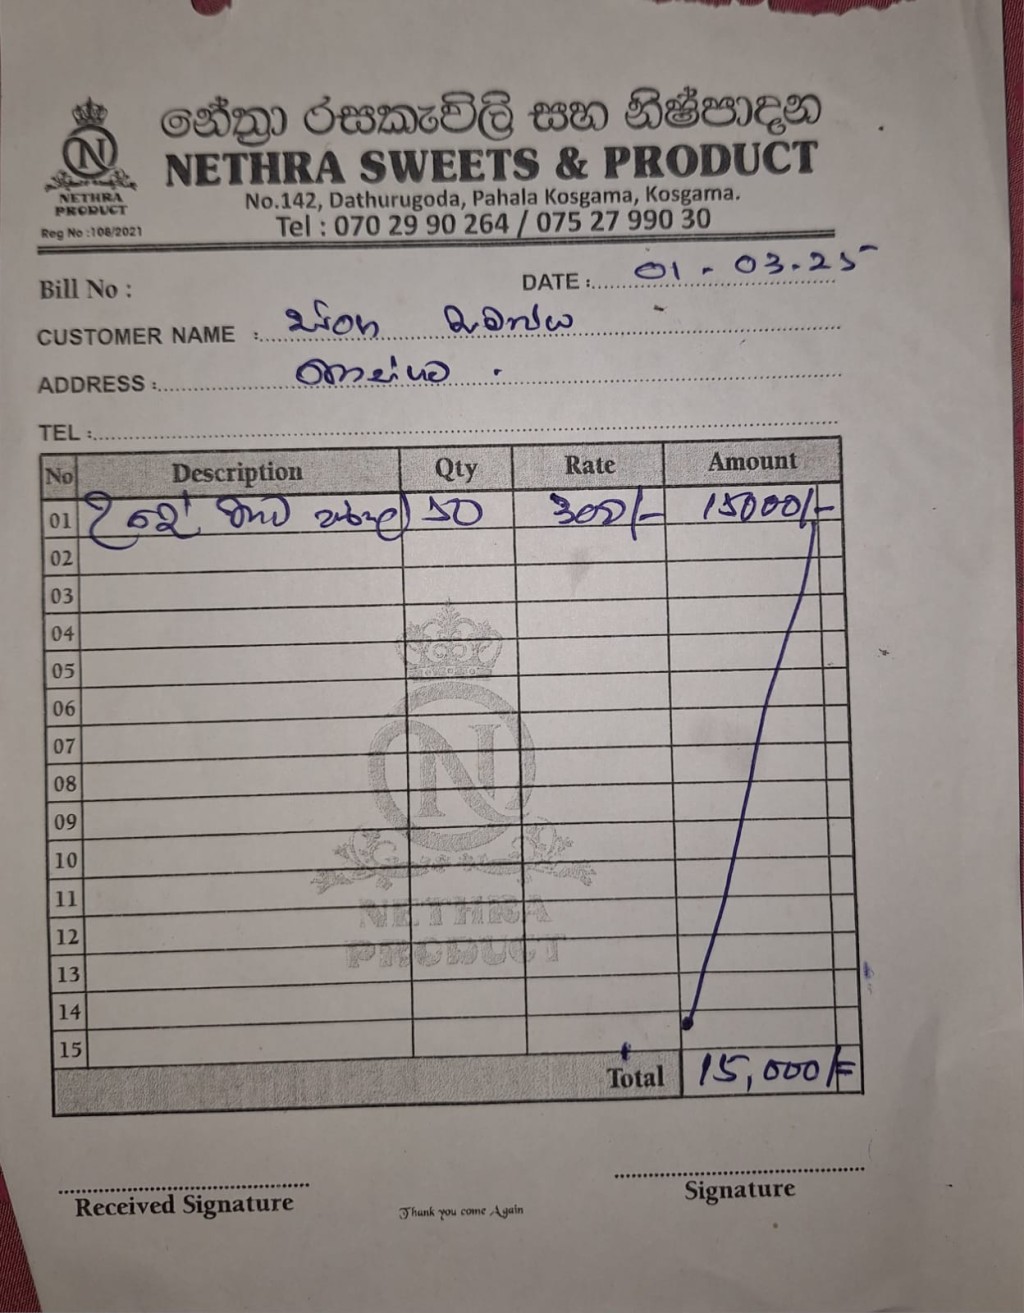 නේත්‍රා රසකැවිලි සහ නිෂ්පාදන
NETHRA SWEETS & PRODUCT
NETHRA
PRODUCT
Reg No :108/2021
No.142, Dathurugoda, Pahala Kosgama, Kosgama.
Tel : 070 29 90 264 / 075 27 990 30
Bill No :
DATE : 01 - 03 - 25
CUSTOMER NAME :
ADDRESS :
TEL :
No Description Qty Rate Amount
01 50 300/- 15000/-
02
03
04
05
06
07
08
09
10
11
12
13
14
15
NETHRA
PRODUCT
Total 15,000/=
Received Signature
Signature
Thank you come Again